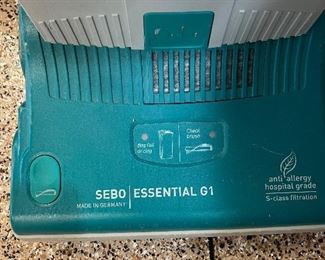 Bag full
or clog
Check
brush
anti allergy
hospital grade
S-class filtration
SEBO | ESSENTIAL G1
MADE IN GERMANY